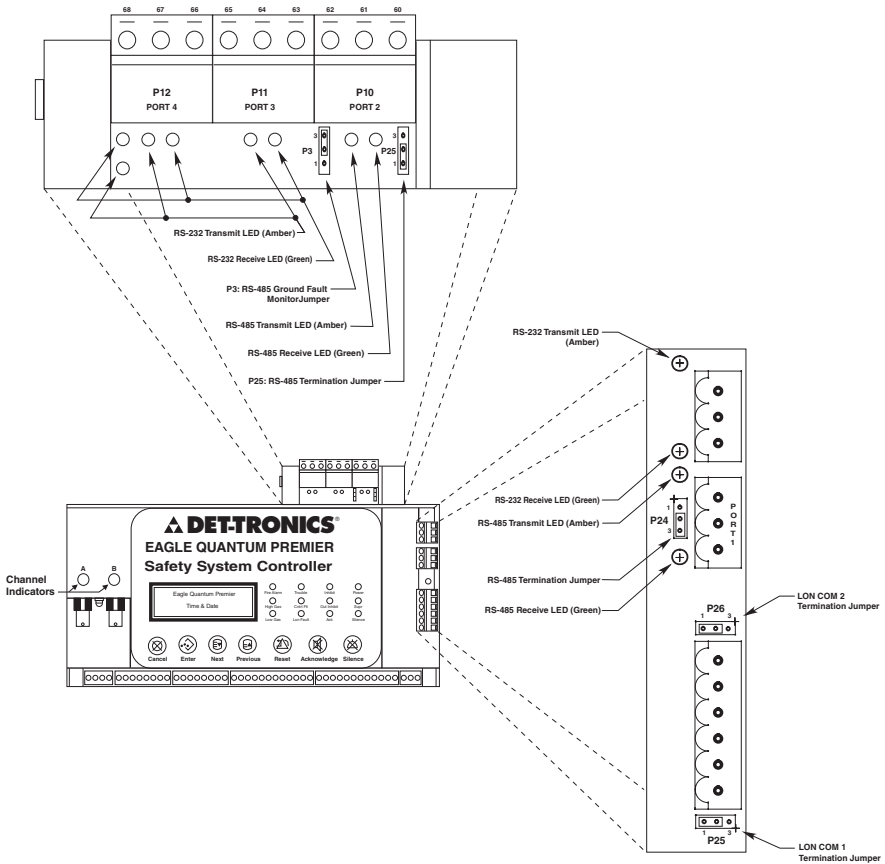 68 67 66 65 64 63 62 61 60
P12 P11 P10
PORT 4 PORT 3 PORT 2
3 3
P3 P25
1 1
RS-232 Transmit LED (Amber)
RS-232 Receive LED (Green)
P3: RS-485 Ground Fault
MonitorJumper
RS-485 Transmit LED (Amber)
RS-485 Receive LED (Green)
P25: RS-485 Termination Jumper
DET-TRONICS®
EAGLE QUANTUM PREMIER
Safety System Controller
Channel
Indicators
A B
Eagle Quantum Premier
Time & Date
Fire Alarm Trouble Inhibit Power
High Gas Cntrl Flt Out Inhibit Supr
Low Gas Lon Fault Ack Silence
Cancel Enter Next Previous Reset Acknowledge Silence
RS-232 Transmit LED
(Amber)
RS-232 Receive LED (Green)
RS-485 Transmit LED (Amber)
1
P24
3
PORT 1
RS-485 Termination Jumper
RS-485 Receive LED (Green)
P26
1 3
LON COM 2
Termination Jumper
1 3
P25
LON COM 1
Termination Jumper